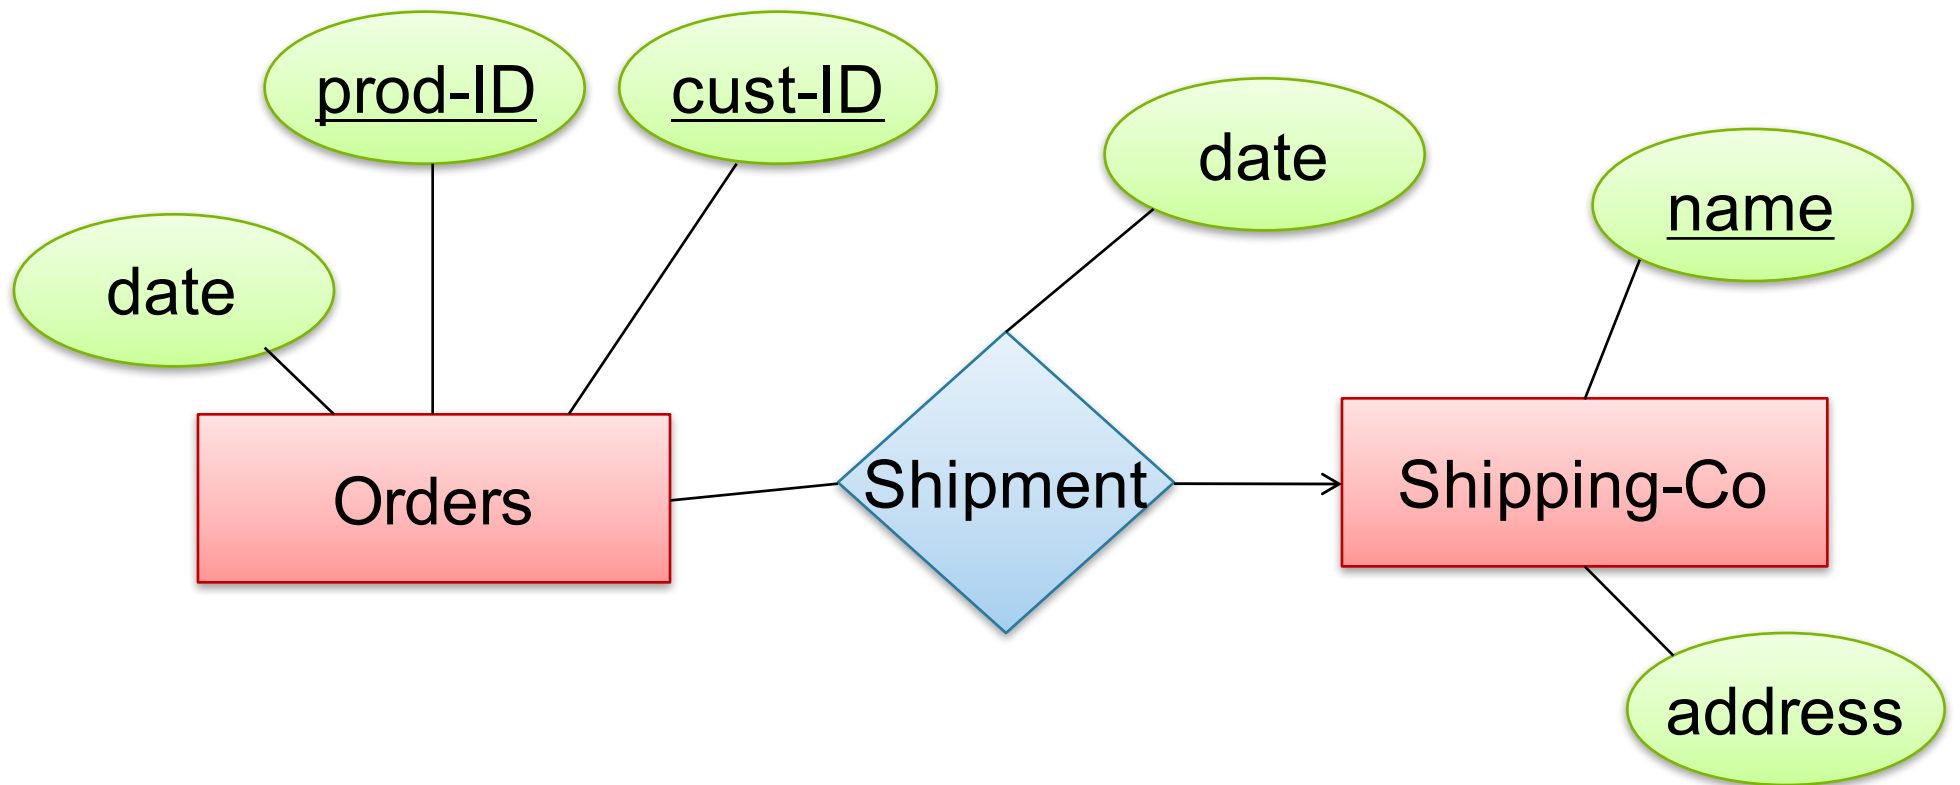 prod-ID
cust-ID
date
name
date
Orders
Shipment
Shipping-Co
address